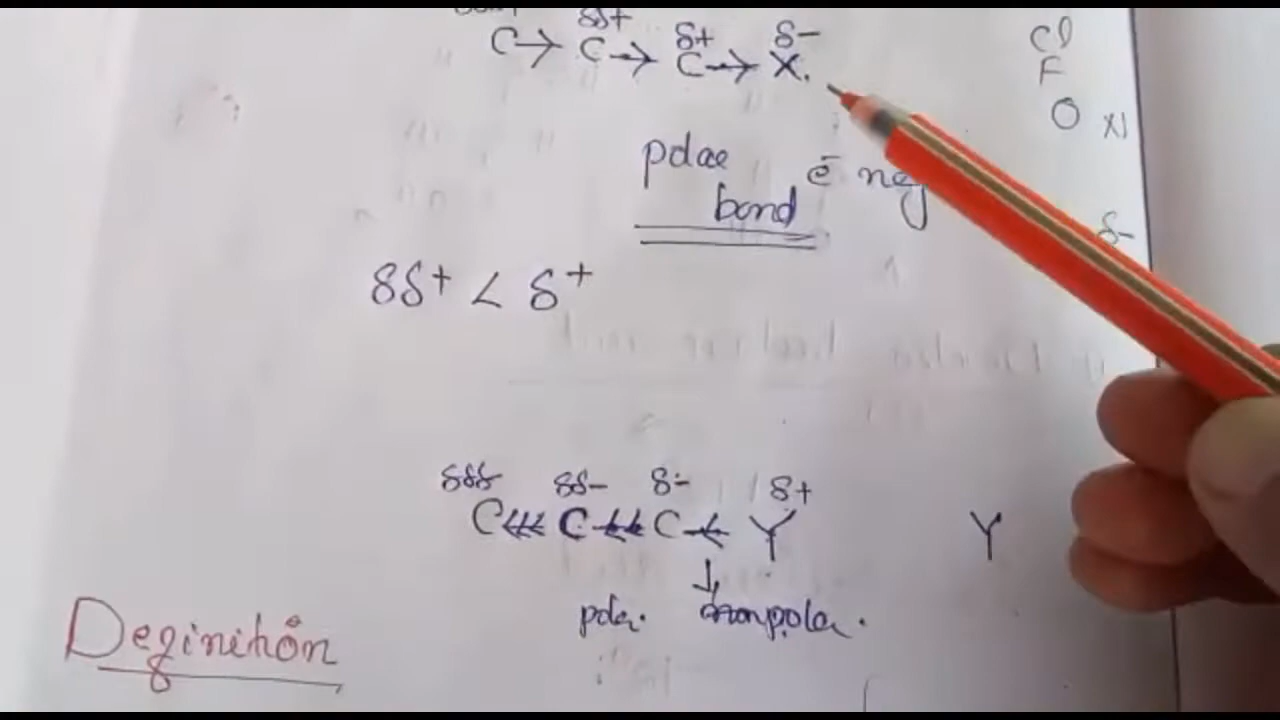 δδ+ δ+ δ-
C→ C→ C→ X.
Cl
F
O N
polar
bond
ē neg
δ-
δδ+ < δ+
δδδ- δδ- δ- δ+
C⋘C↞C←Y
Y
↓
polar. nonpolar.
Definition